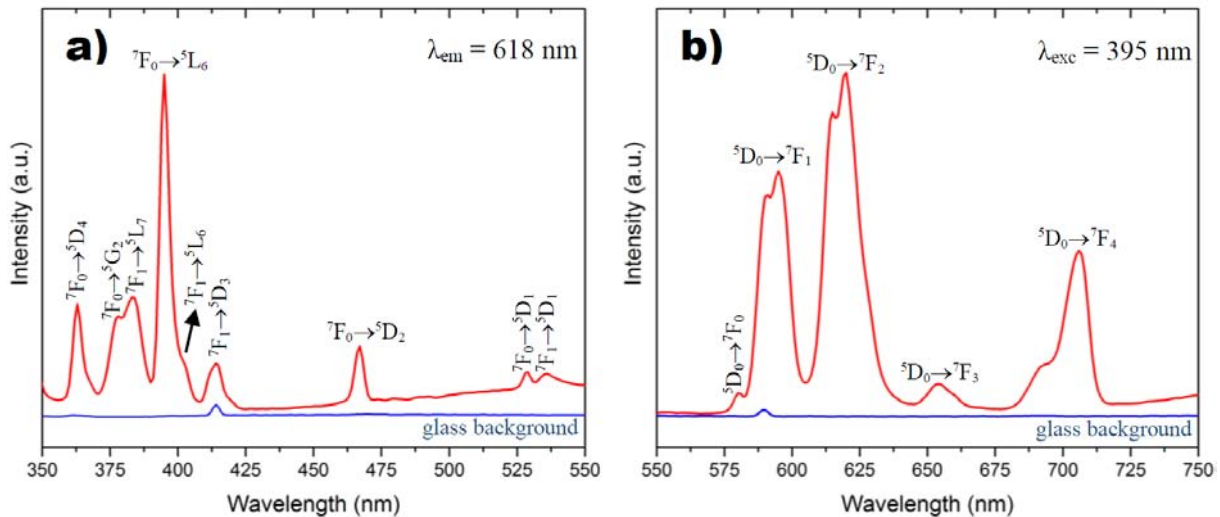 a)
λem = 618 nm
⁷F₀→⁵L₆
⁷F₀→⁵D₄
⁷F₀→⁵G₂
⁷F₁→⁵L₇
⁷F₁→⁵L₆
⁷F₁→⁵D₃
⁷F₀→⁵D₂
⁷F₀→⁵D₁
⁷F₁→⁵D₁
glass background
Intensity (a.u.)
350 375 400 425 450 475 500 525 550
Wavelength (nm)
b)
λexc = 395 nm
⁵D₀→⁷F₂
⁵D₀→⁷F₁
⁵D₀→⁷F₄
⁵D₀→⁷F₀
⁵D₀→⁷F₃
glass background
Intensity (a.u.)
550 575 600 625 650 675 700 725 750
Wavelength (nm)